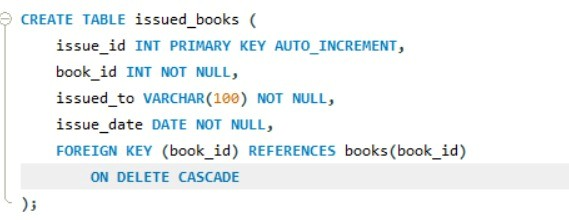 CREATE TABLE issued_books (
issue_id INT PRIMARY KEY AUTO_INCREMENT,
book_id INT NOT NULL,
issued_to VARCHAR(100) NOT NULL,
issue_date DATE NOT NULL,
FOREIGN KEY (book_id) REFERENCES books(book_id)
ON DELETE CASCADE
);